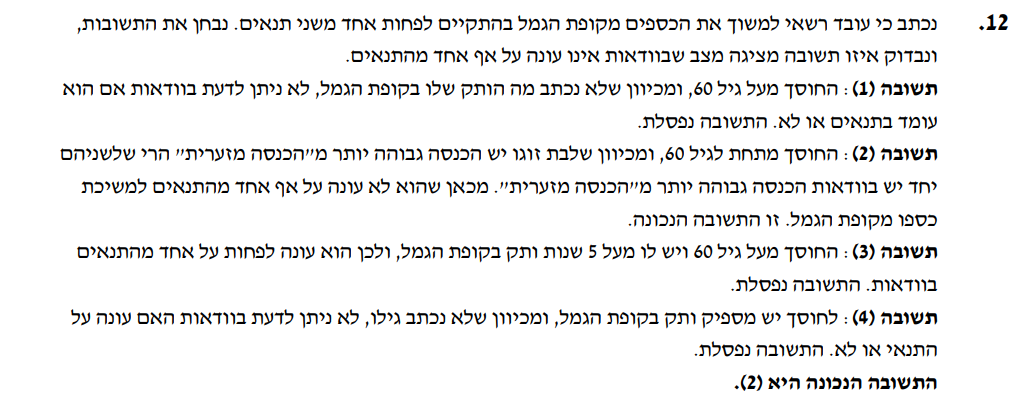 12. נכתב כי עובד רשאי למשוך את הכספים מקופת הגמל בהתקיים לפחות אחד משני תנאים. נבחן את התשובות,
ונבדוק איזו תשובה מציגה מצב שבוודאות אינו עונה על אף אחד מהתנאים.
תשובה (1): החוסך מעל גיל 60, ומכיוון שלא נכתב מה הותק שלו בקופת הגמל, לא ניתן לדעת בוודאות אם הוא
עומד בתנאים או לא. התשובה נפסלת.
תשובה (2): החוסך מתחת לגיל 60, ומכיוון שלבת זוגו יש הכנסה גבוהה יותר מ"הכנסה מזערית" הרי שלשניהם
יחד יש בוודאות הכנסה גבוהה יותר מ"הכנסה מזערית". מכאן שהוא לא עונה על אף אחד מהתנאים למשיכת
כספו מקופת הגמל. זו התשובה הנכונה.
תשובה (3): החוסך מעל גיל 60 ויש לו מעל 5 שנות ותק בקופת הגמל, ולכן הוא עונה לפחות על אחד מהתנאים
בוודאות. התשובה נפסלת.
תשובה (4): לחוסך יש מספיק ותק בקופת הגמל, ומכיוון שלא נכתב גילו, לא ניתן לדעת בוודאות האם עונה על
התנאי או לא. התשובה נפסלת.
התשובה הנכונה היא (2).